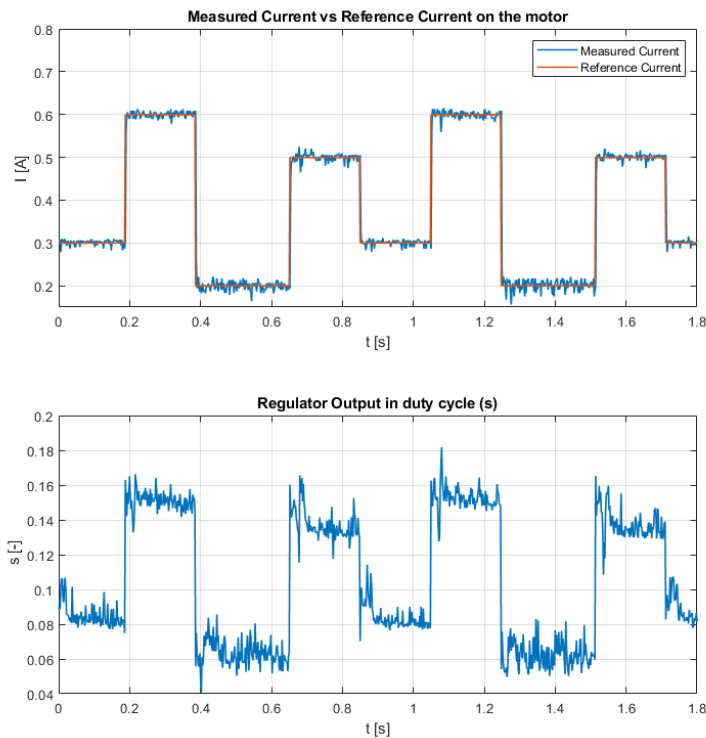 Measured Current vs Reference Current on the motor
0.8
0.7
0.6
0.5
0.4
0.3
0.2
I [A]
Measured Current
Reference Current
0 0.2 0.4 0.6 0.8 1 1.2 1.4 1.6 1.8
t [s]
Regulator Output in duty cycle (s)
0.2
0.18
0.16
0.14
0.12
0.1
0.08
0.06
0.04
s [-]
0 0.2 0.4 0.6 0.8 1 1.2 1.4 1.6 1.8
t [s]